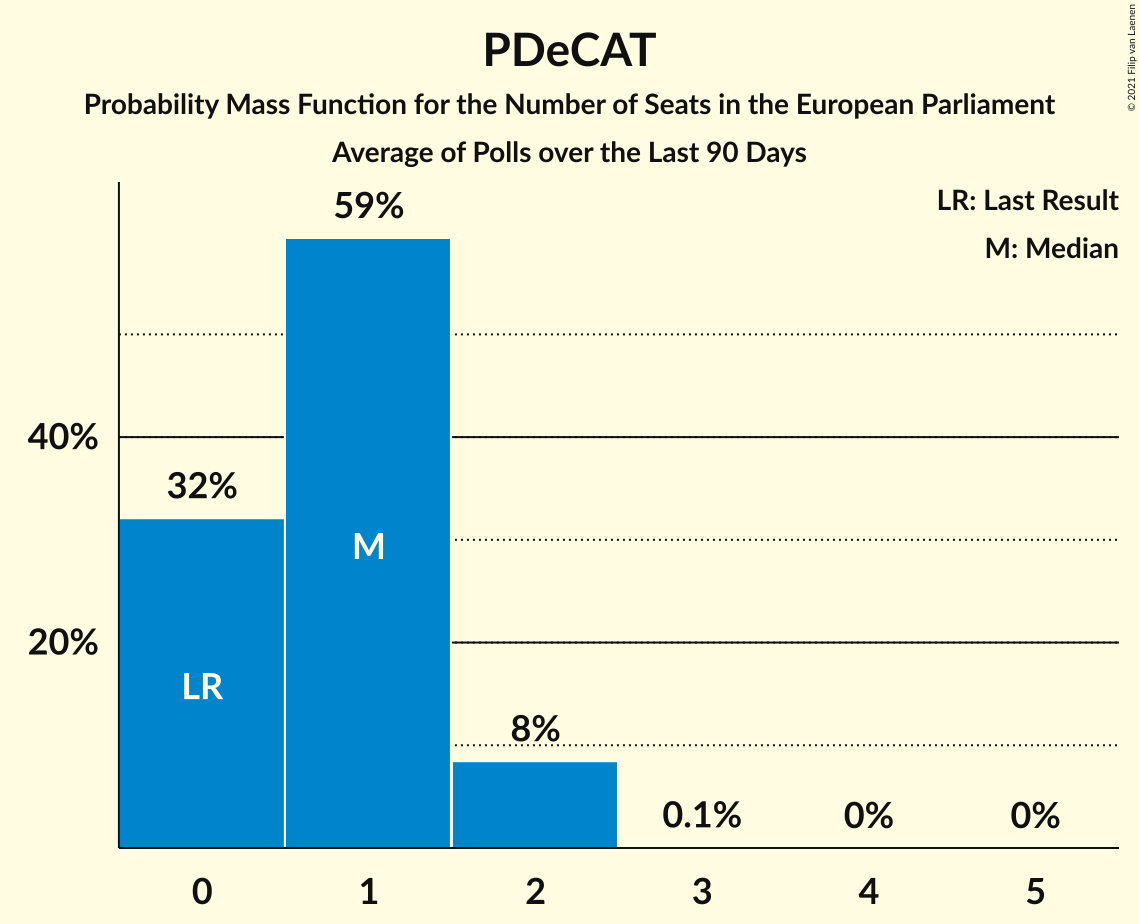 PDeCAT
Probability Mass Function for the Number of Seats in the European Parliament
Average of Polls over the Last 90 Days
© 2021 Filip van Laenen
LR: Last Result
M: Median
59%
40%
32%
M
20%
LR
8%
0.1%
0%
0%
0
1
2
3
4
5